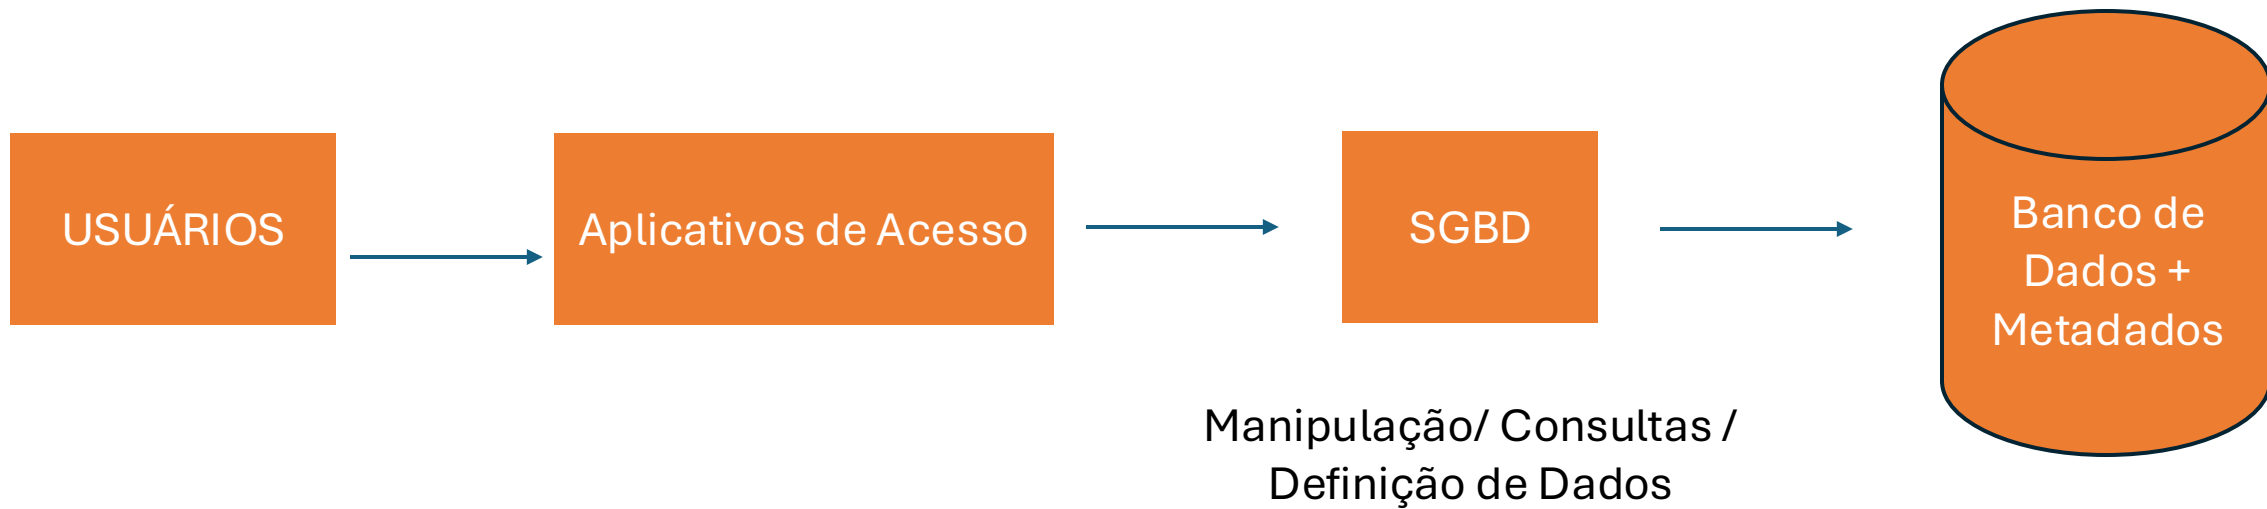 USUÁRIOS
Aplicativos de Acesso
SGBD
Banco de
Dados +
Metadados
Manipulação/ Consultas /
Definição de Dados